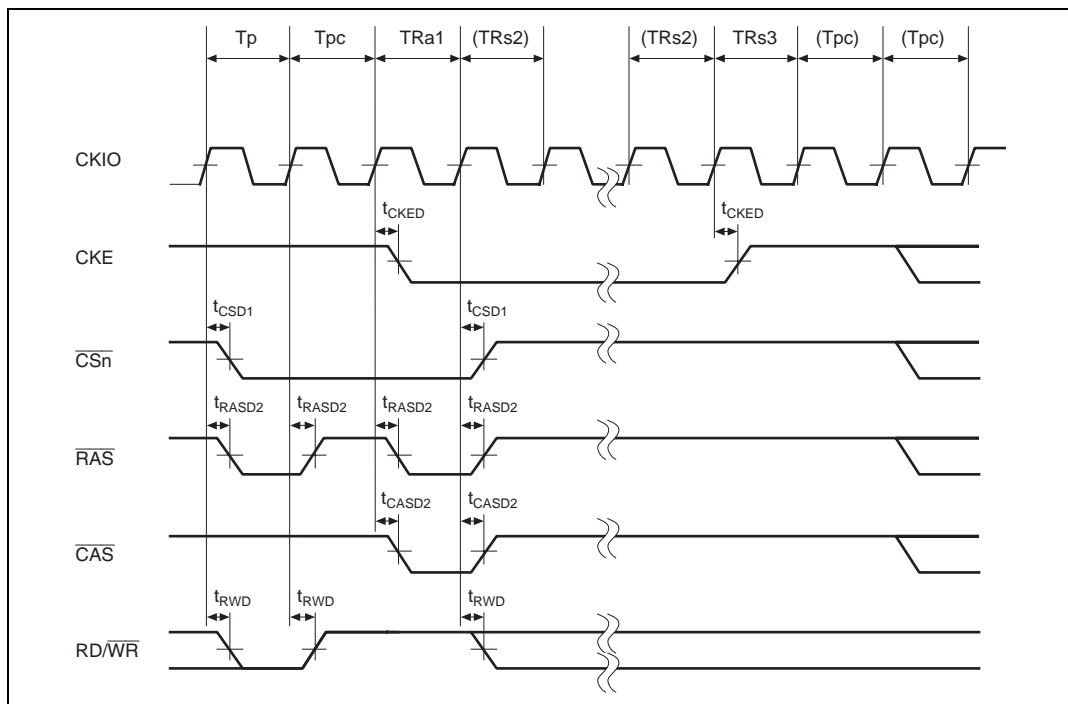 Tp Tpc TRa1 (TRs2) (TRs2) TRs3 (Tpc) (Tpc)
CKIO
tCKED tCKED
CKE
tCSD1 tCSD1
CSn
tRASD2 tRASD2 tRASD2 tRASD2
RAS
tCASD2 tCASD2
CAS
tRWD tRWD tRWD
RD/WR